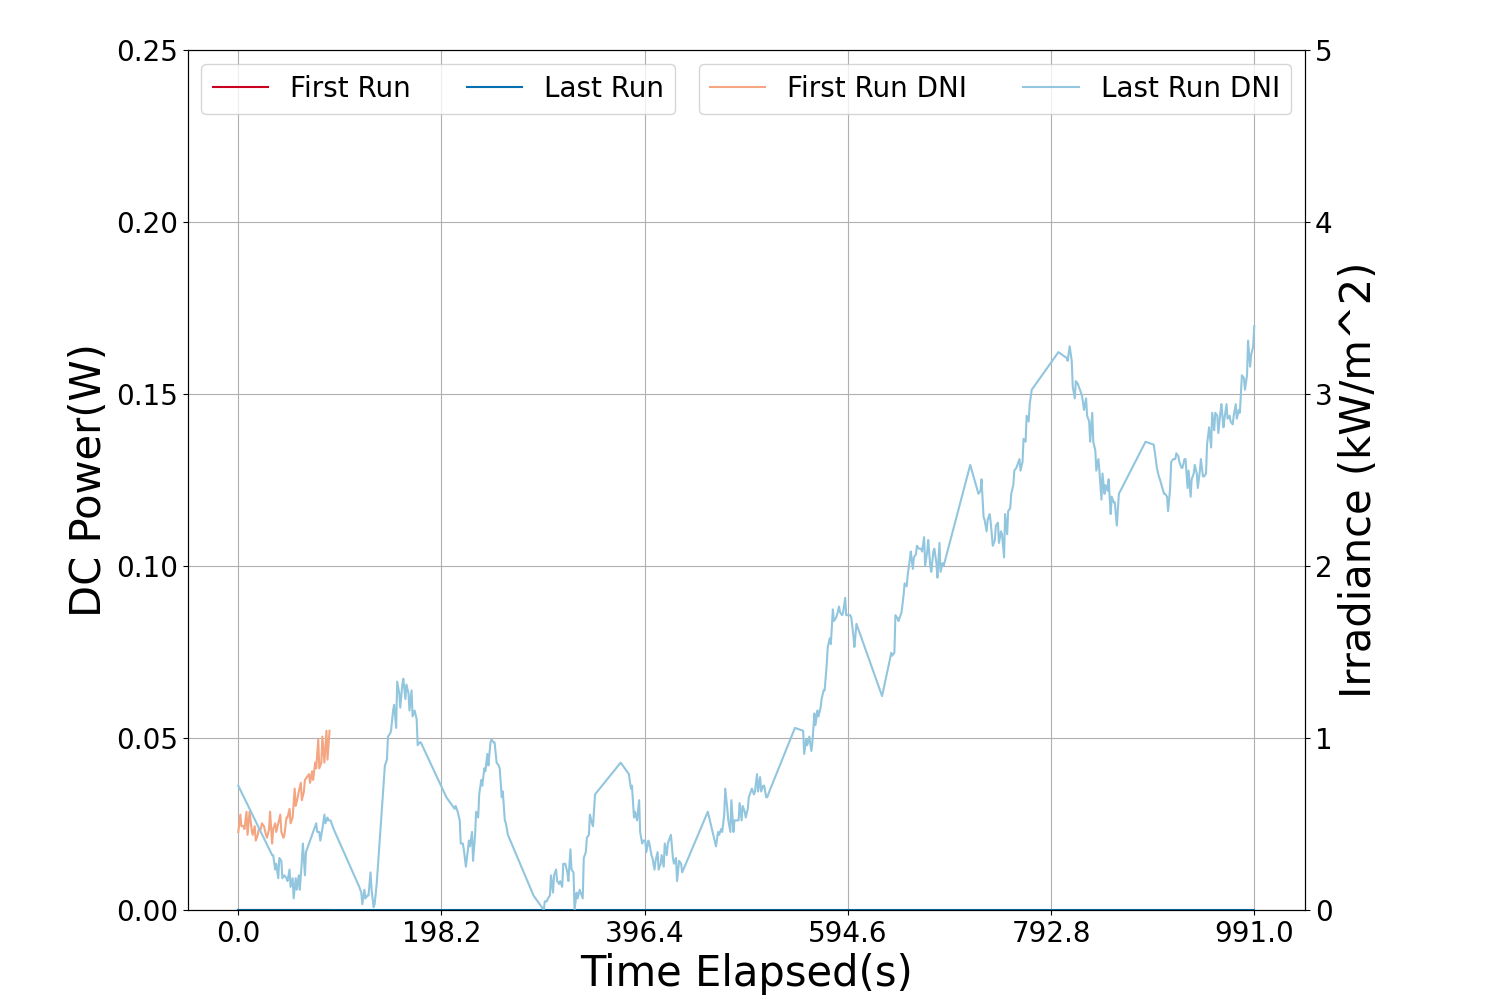 First Run
Last Run
First Run DNI
Last Run DNI
DC Power(W)
0.25
0.20
0.15
0.10
0.05
0.00
5
4
3
2
1
0
Irradiance (kW/m^2)
0.0
198.2
396.4
594.6
792.8
991.0
Time Elapsed(s)